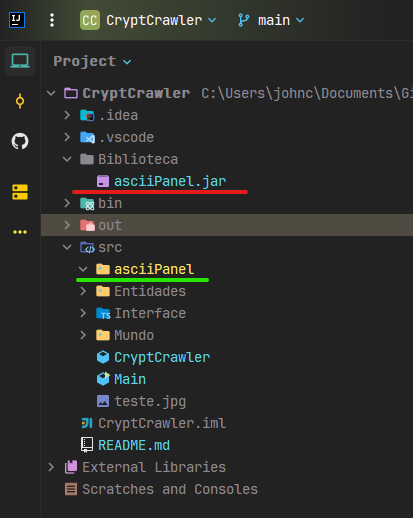 IJ CC CryptCrawler main
Project
CryptCrawler C:\Users\johnc\Documents\Gi
.idea
.vscode
Biblioteca
asciiPanel.jar
bin
out
src
asciiPanel
Entidades
TS Interface
Mundo
CryptCrawler
Main
teste.jpg
CryptCrawler.iml
README.md
External Libraries
Scratches and Consoles